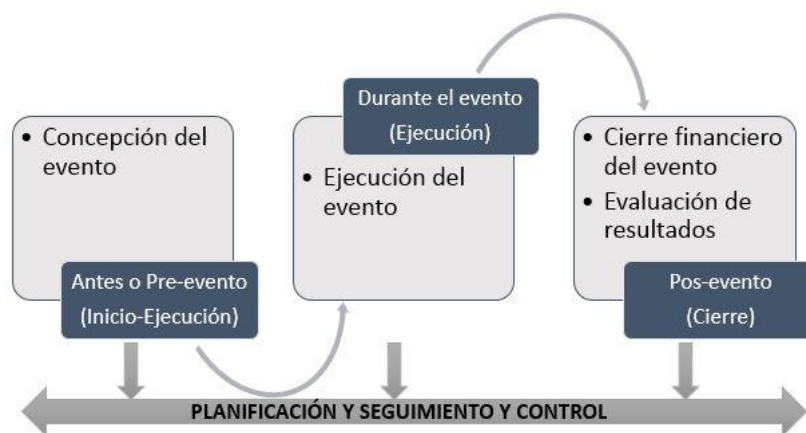 • Concepción del
evento
Antes o Pre-evento
(Inicio-Ejecución)
Durante el evento
(Ejecución)
• Ejecución del
evento
• Cierre financiero
del evento
• Evaluación de
resultados
Pos-evento
(Cierre)
PLANIFICACIÓN Y SEGUIMIENTO Y CONTROL